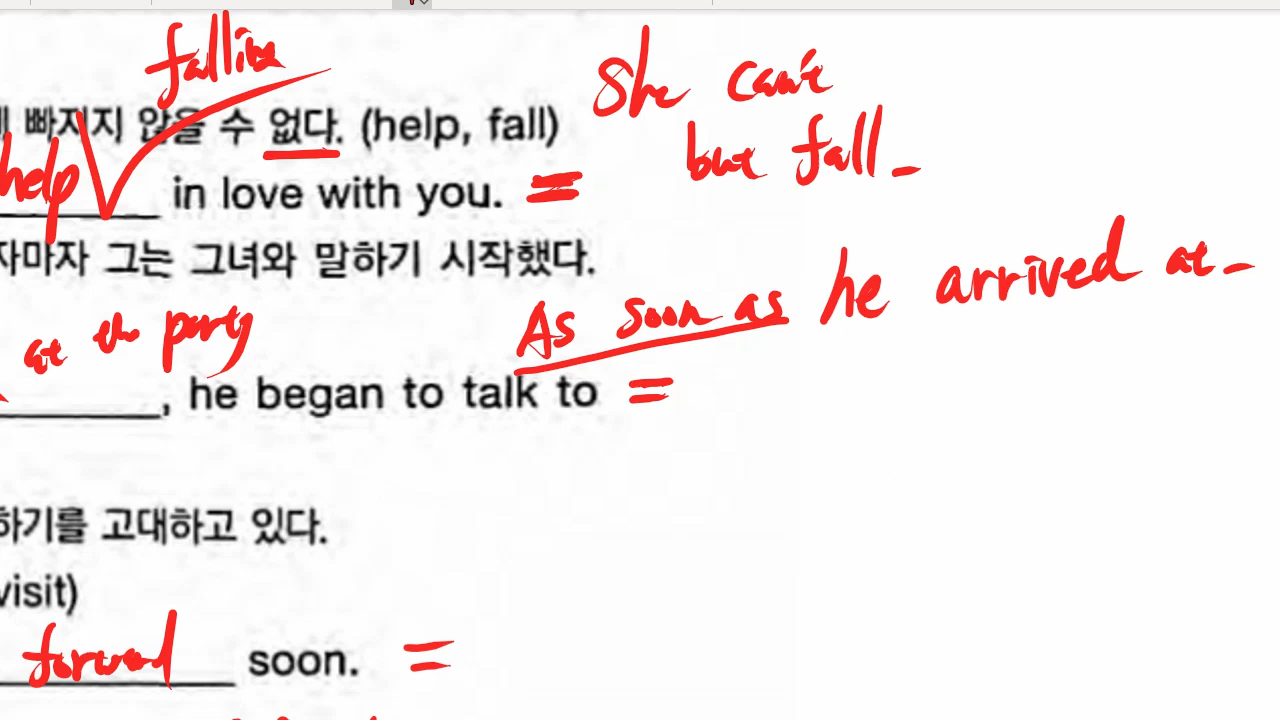 falling
빠지지 않을 수 없다. (help, fall)
She can't
but fall
help
in love with you. =
자마자 그는 그녀와 말하기 시작했다.
As soon as he arrived at
at the party
, he began to talk to =
하기를 고대하고 있다.
visit)
forward soon. =